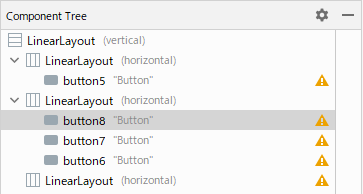 Component Tree
LinearLayout (vertical)
LinearLayout (horizontal)
button5 "Button"
LinearLayout (horizontal)
button8 "Button"
button7 "Button"
button6 "Button"
LinearLayout (horizontal)